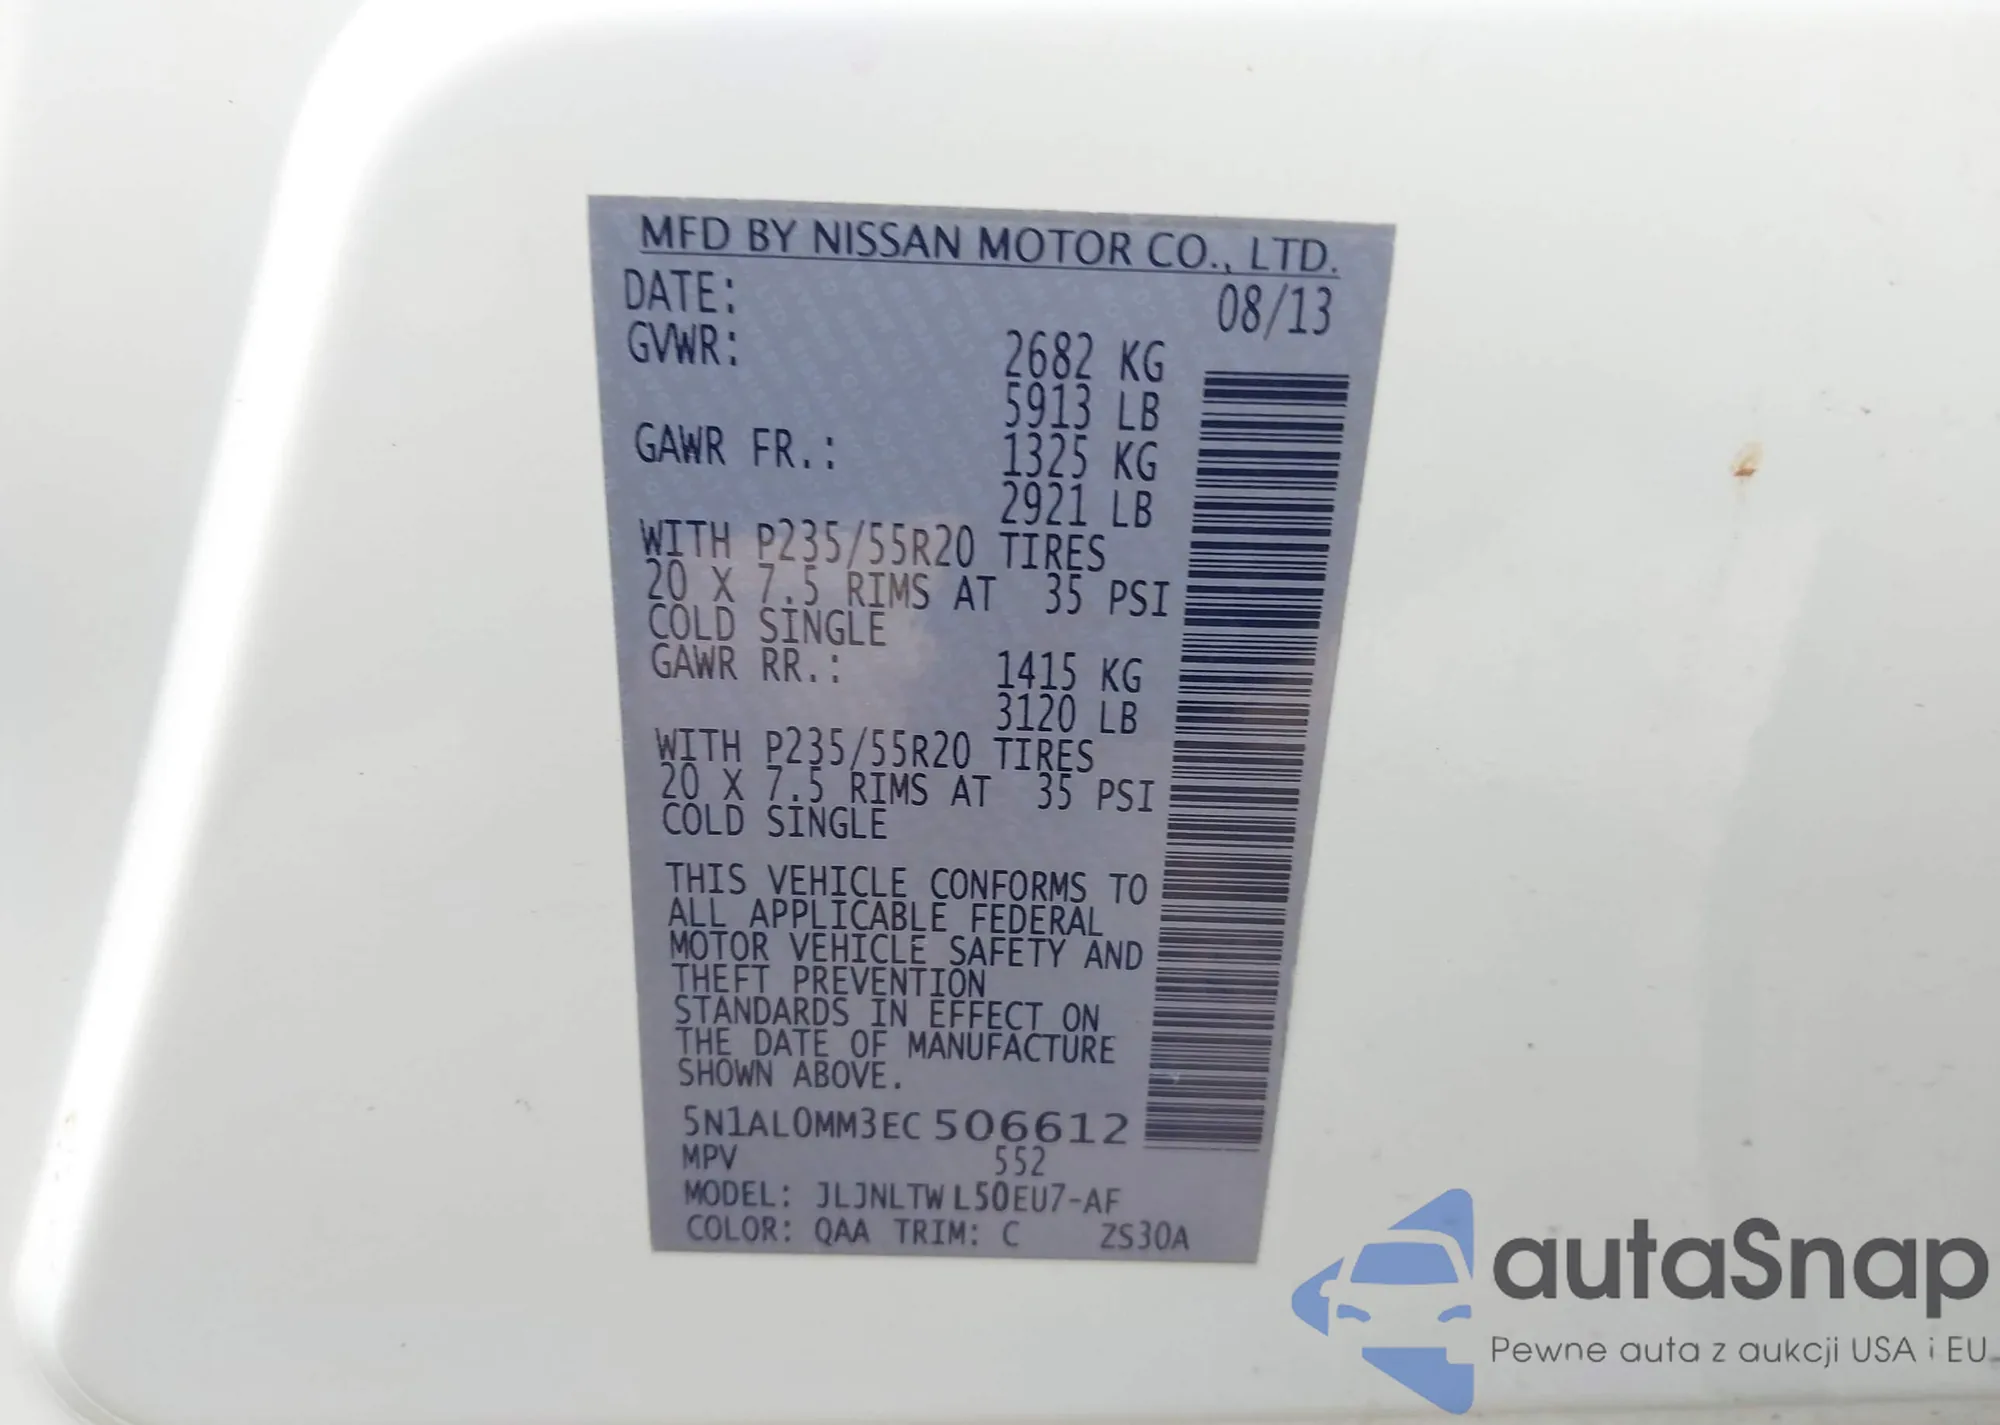 MFD BY NISSAN MOTOR CO., LTD.
DATE: 08/13
GVWR: 2682 KG
5913 LB
GAWR FR.: 1325 KG
2921 LB
WITH P235/55R20 TIRES
20 X 7.5 RIMS AT 35 PSI
COLD SINGLE
GAWR RR.: 1415 KG
3120 LB
WITH P235/55R20 TIRES
20 X 7.5 RIMS AT 35 PSI
COLD SINGLE
THIS VEHICLE CONFORMS TO
ALL APPLICABLE FEDERAL
MOTOR VEHICLE SAFETY AND
THEFT PREVENTION
STANDARDS IN EFFECT ON
THE DATE OF MANUFACTURE
SHOWN ABOVE.
5N1AL0MM3EC 506612
MPV 552
MODEL: JLJNLTWL50EU7-AF
COLOR: QAA TRIM: C ZS30A
autaSnap
Pewne auta z aukcji USA i EU